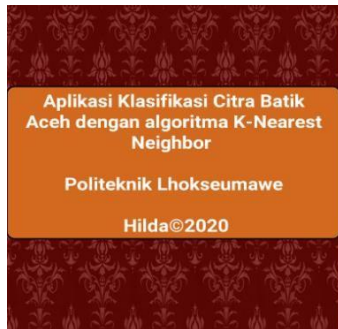 Aplikasi Klasifikasi Citra Batik
Aceh dengan algoritma K-Nearest
Neighbor
Politeknik Lhokseumawe
Hilda©2020